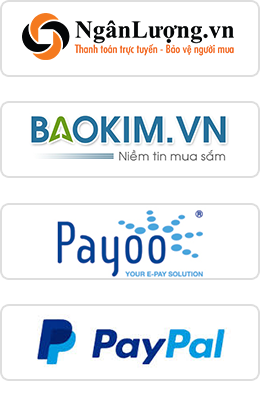 NgânLượng.vn
Thanh toán trực tuyến - Bảo vệ người mua
BAOKIM.VN
Niềm tin mua sắm
Payoo®
YOUR E-PAY SOLUTION
PayPal